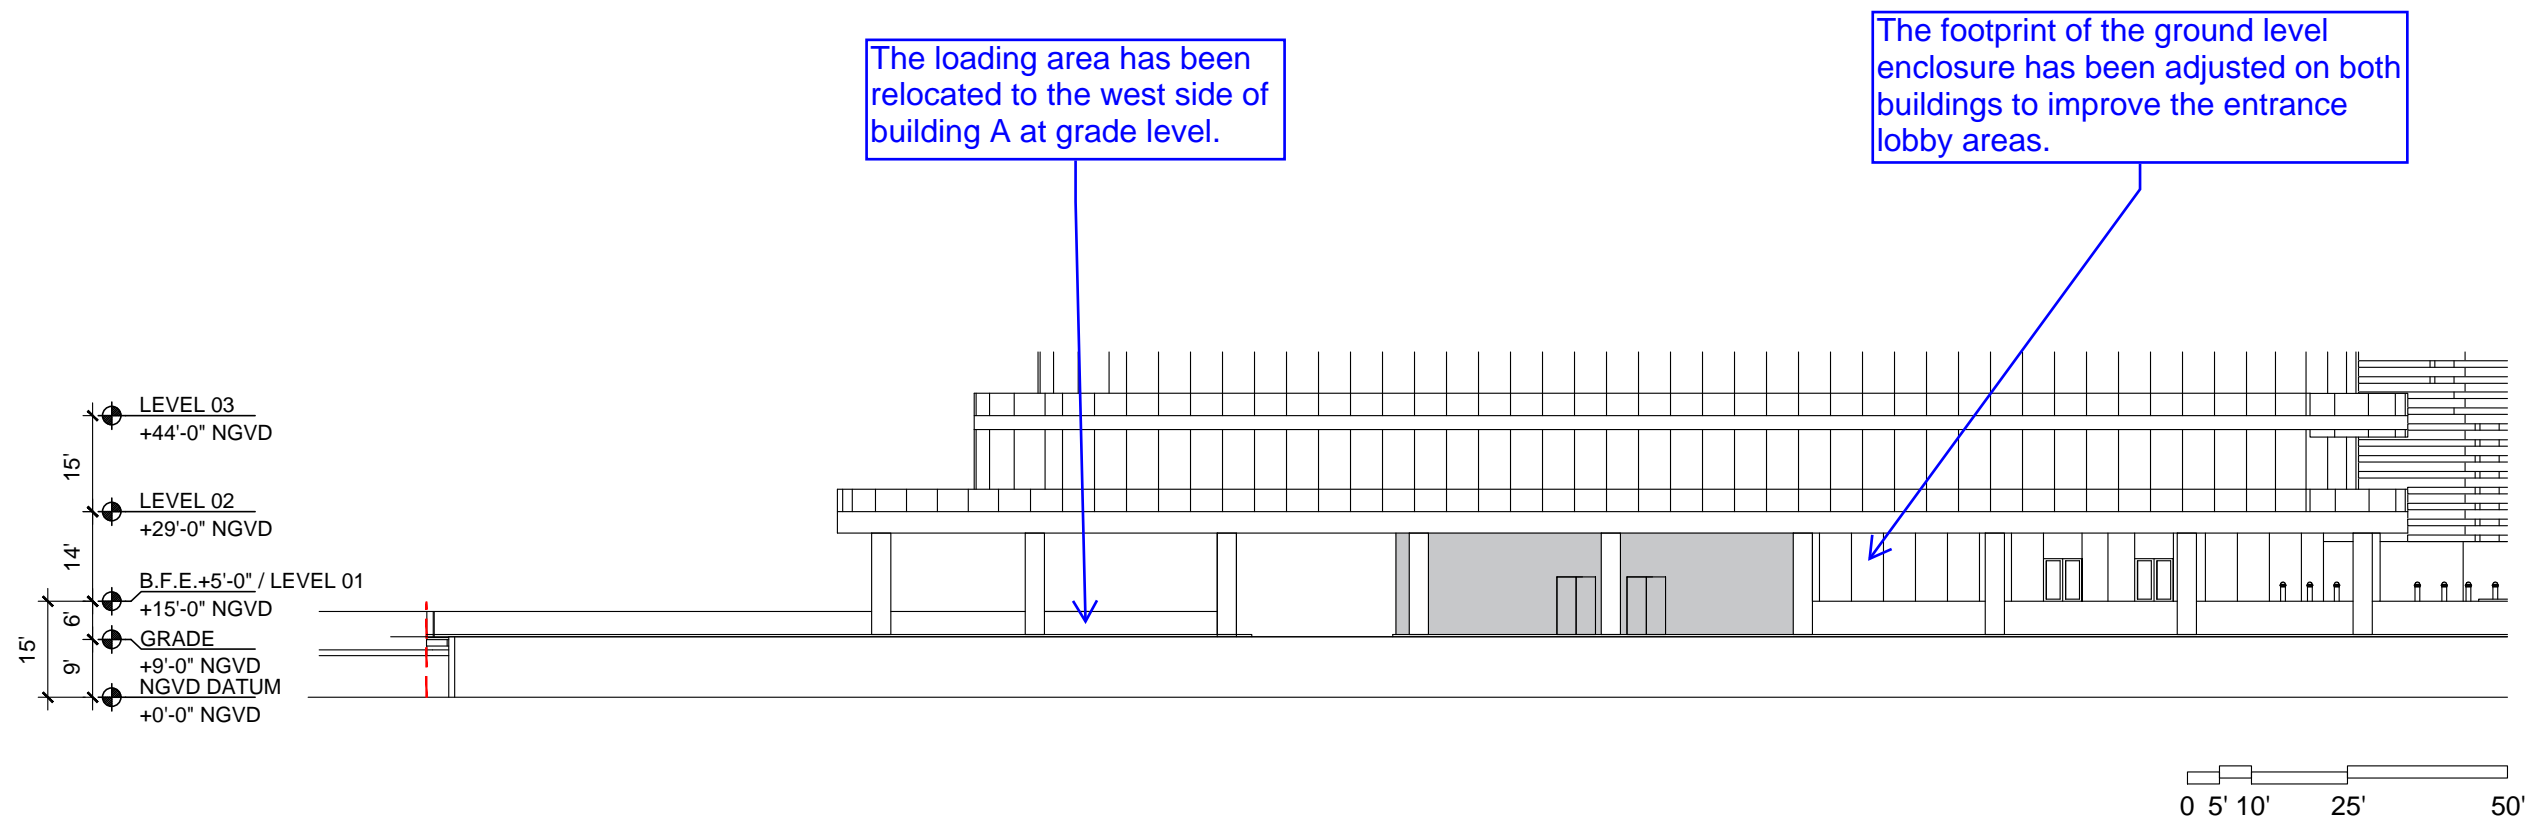 The loading area has been
relocated to the west side of
building A at grade level.
The footprint of the ground level
enclosure has been adjusted on both
buildings to improve the entrance
lobby areas.
LEVEL 03
+44'-0" NGVD
15'
LEVEL 02
+29'-0" NGVD
14'
B.F.E.+5'-0" / LEVEL 01
+15'-0" NGVD
6'
GRADE
+9'-0" NGVD
15'
9'
NGVD DATUM
+0'-0" NGVD
0 5' 10' 25' 50'